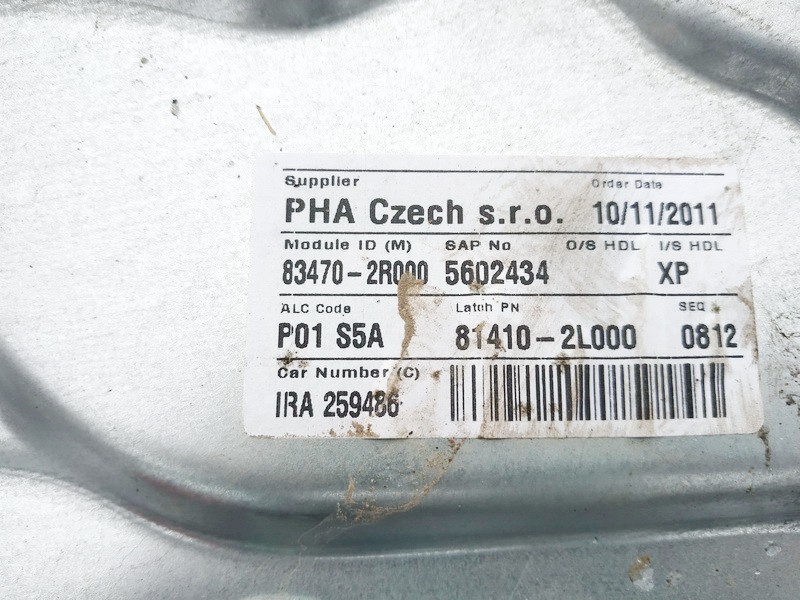 Supplier Order Date
PHA Czech s.r.o. 10/11/2011
Module ID (M) SAP No O/S HDL I/S HDL
83470-2R000 5602434 XP
ALC Code Latch PN SEQ
P01 S5A 81410-2L000 0812
Car Number (C)
IRA 259486